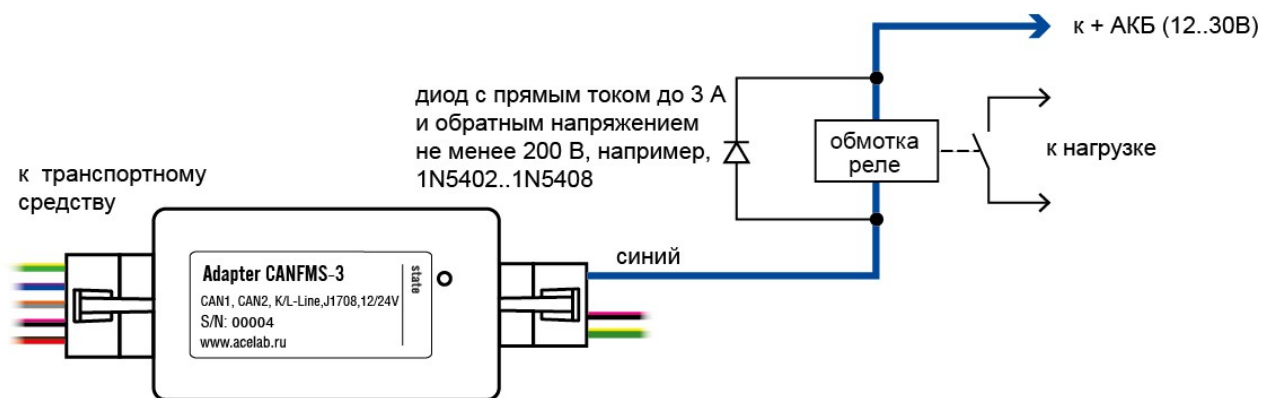 к + АКБ (12..30В)
диод с прямым током до 3 А
и обратным напряжением
не менее 200 В, например,
1N5402..1N5408
обмотка
реле
к нагрузке
к транспортному
средству
синий
Adapter CANFMS-3
CAN1, CAN2, K/L-Line,J1708,12/24V
S/N: 00004
www.acelab.ru
state